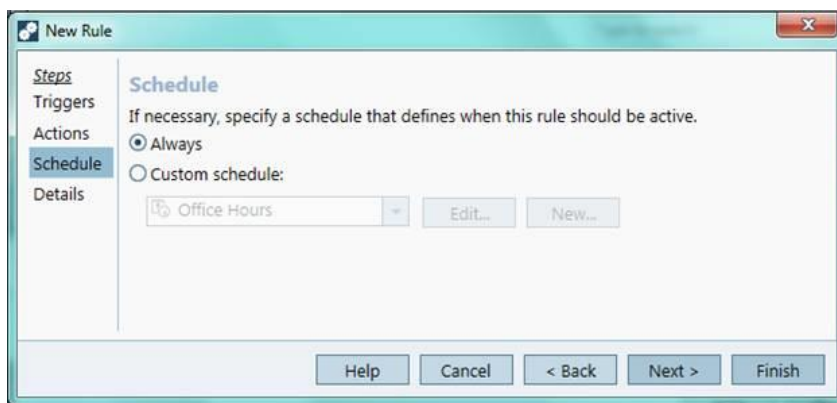 New Rule
Steps
Triggers
Actions
Schedule
Details
Schedule
If necessary, specify a schedule that defines when this rule should be active.
Always
Custom schedule:
Office Hours
Edit...
New...
Help
Cancel
< Back
Next >
Finish